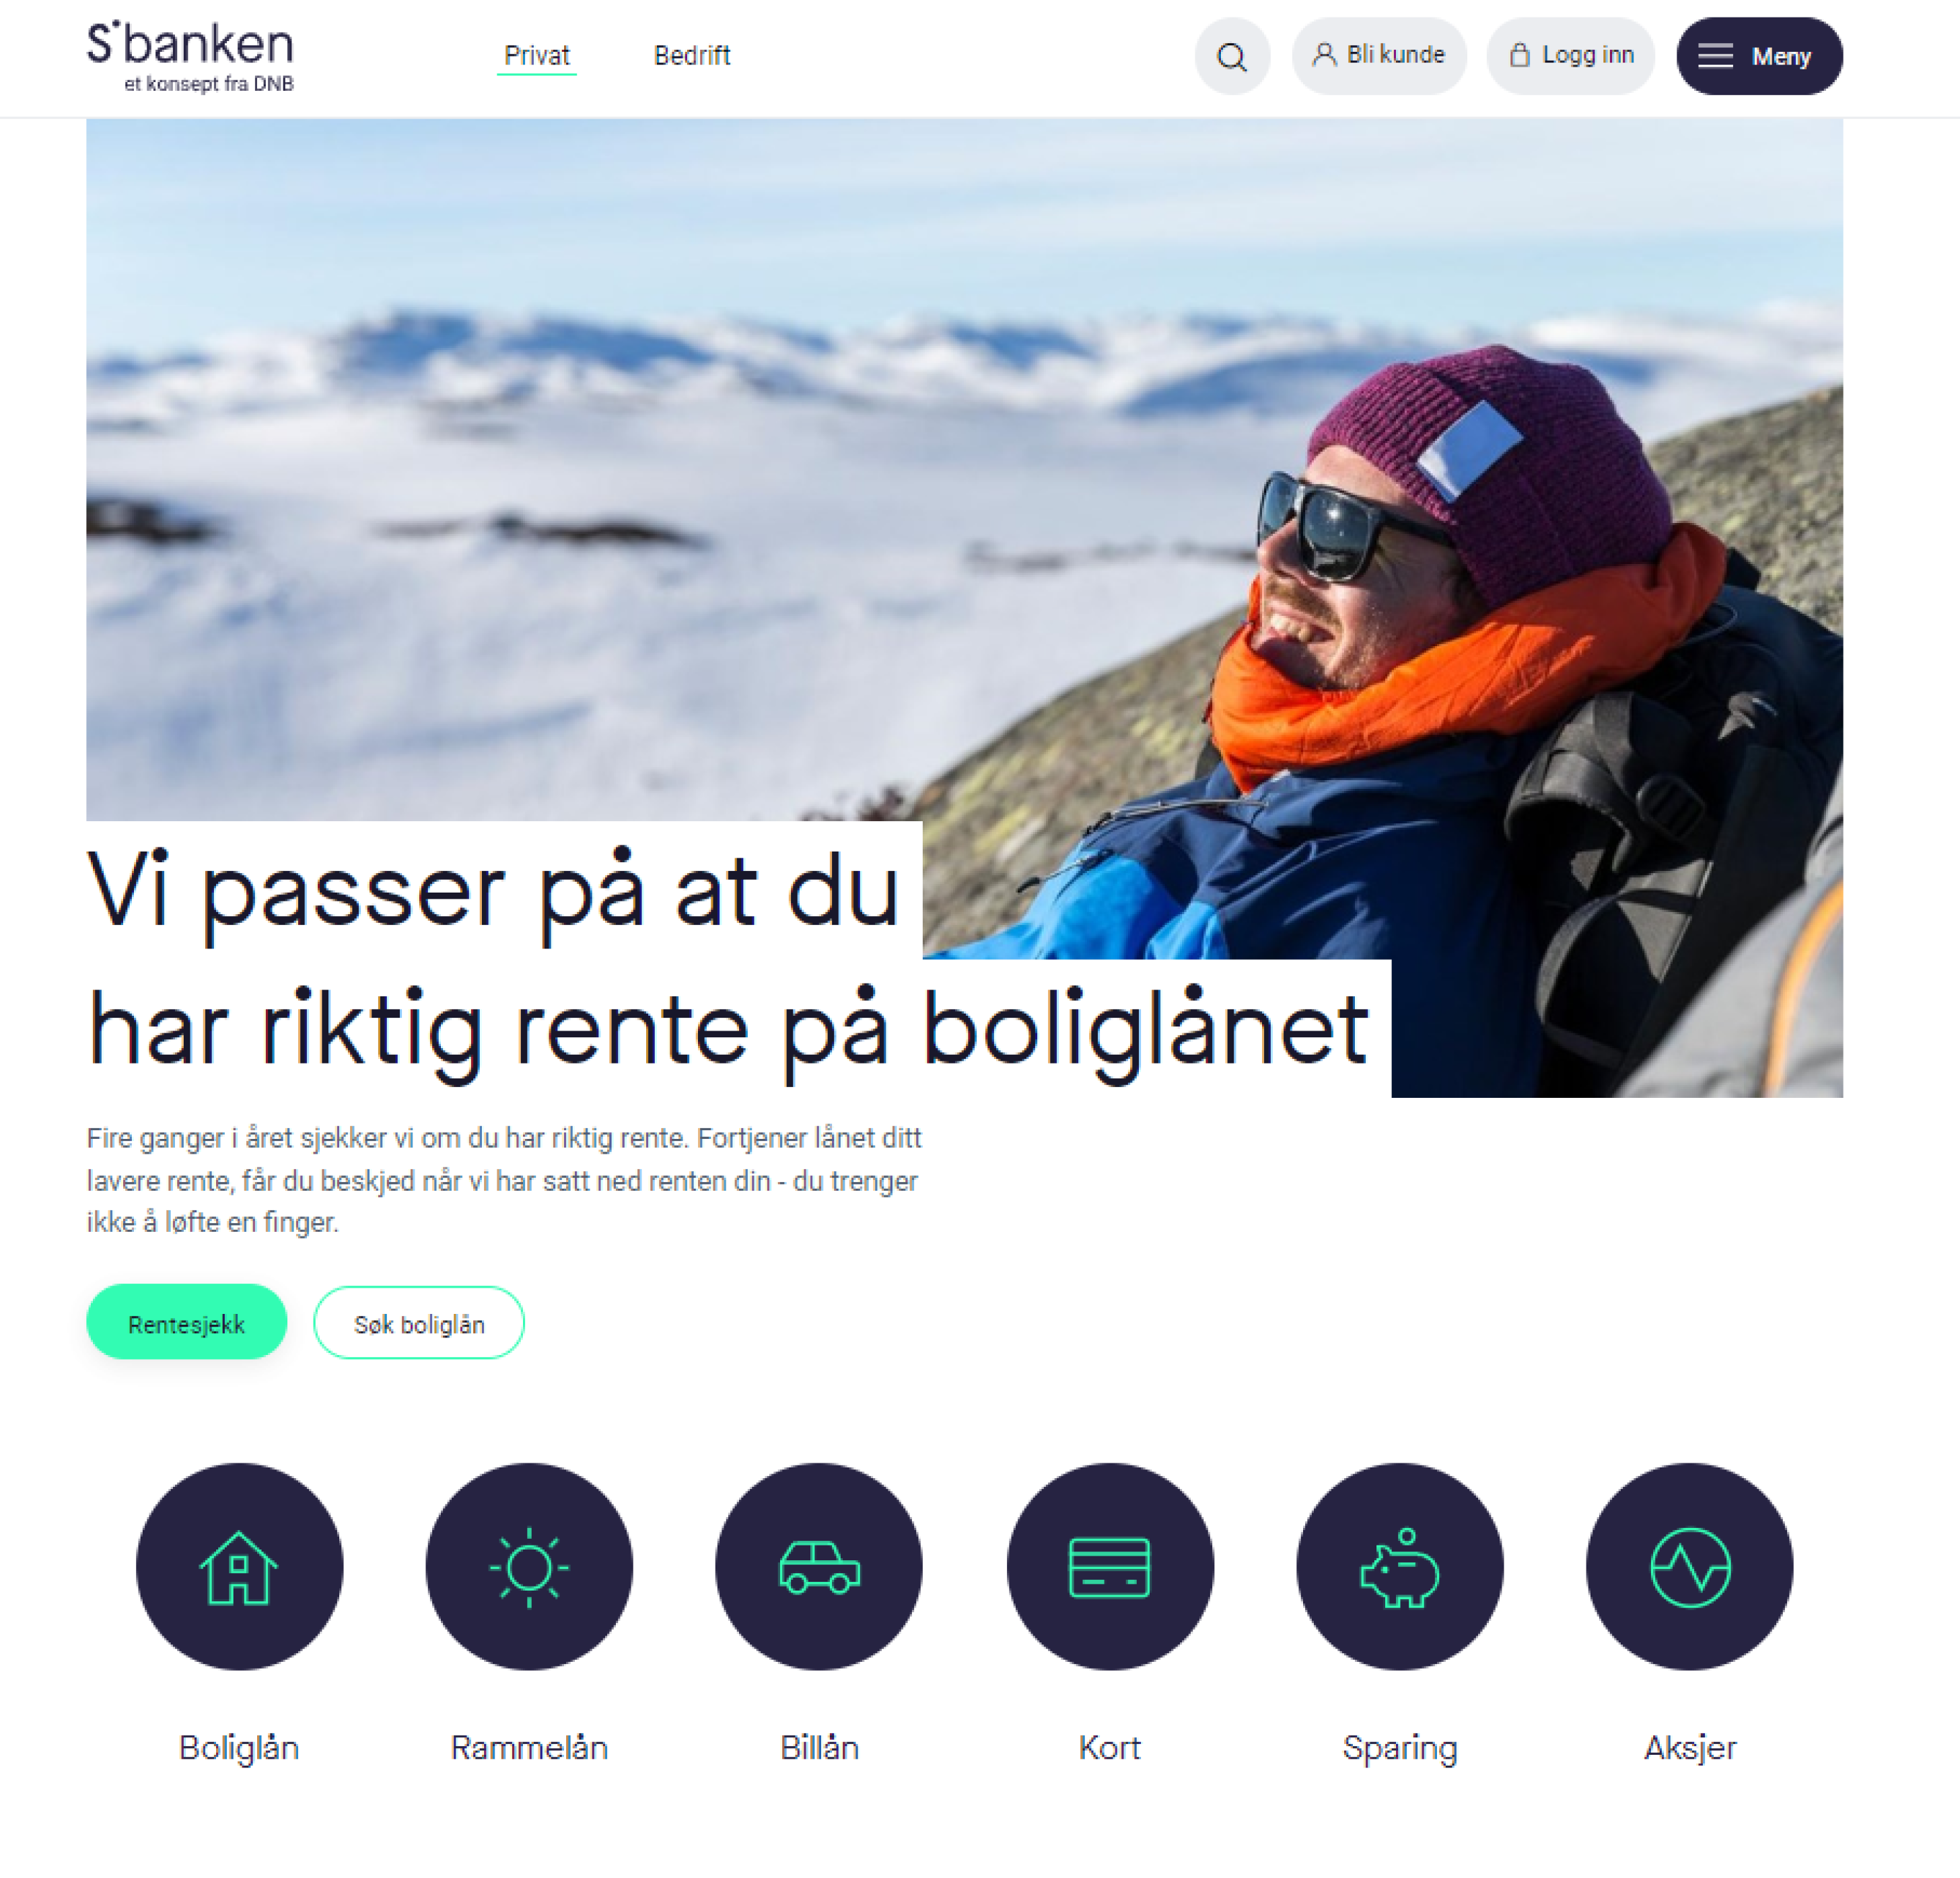 Sbanken
et konsept fra DNB
Privat
Bedrift
Bli kunde
Logg inn
Meny
Vi passer på at du
har riktig rente på boliglånet
Fire ganger i året sjekker vi om du har riktig rente. Fortjener lånet ditt
lavere rente, får du beskjed når vi har satt ned renten din - du trenger
ikke å løfte en finger.
Rentesjekk
Søk boliglån
Boliglån
Rammelån
Billån
Kort
Sparing
Aksjer